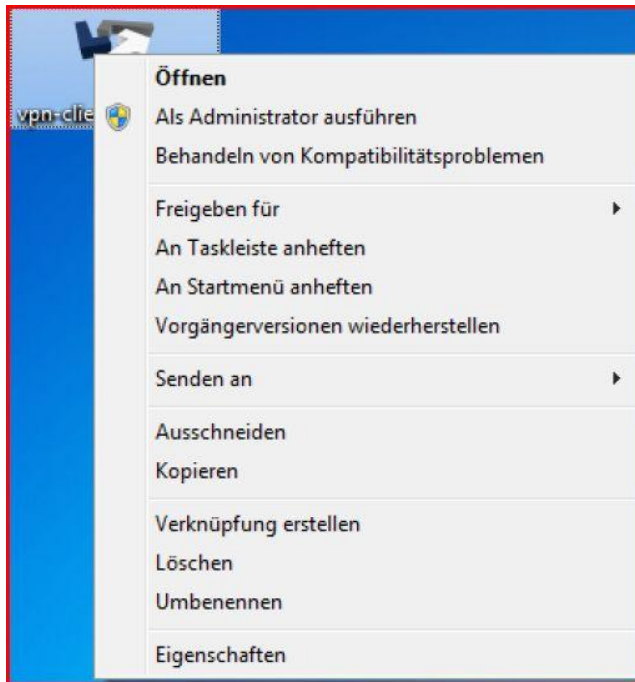 vpn-clie
Öffnen
Als Administrator ausführen
Behandeln von Kompatibilitätsproblemen
Freigeben für
An Taskleiste anheften
An Startmenü anheften
Vorgängerversionen wiederherstellen
Senden an
Ausschneiden
Kopieren
Verknüpfung erstellen
Löschen
Umbenennen
Eigenschaften